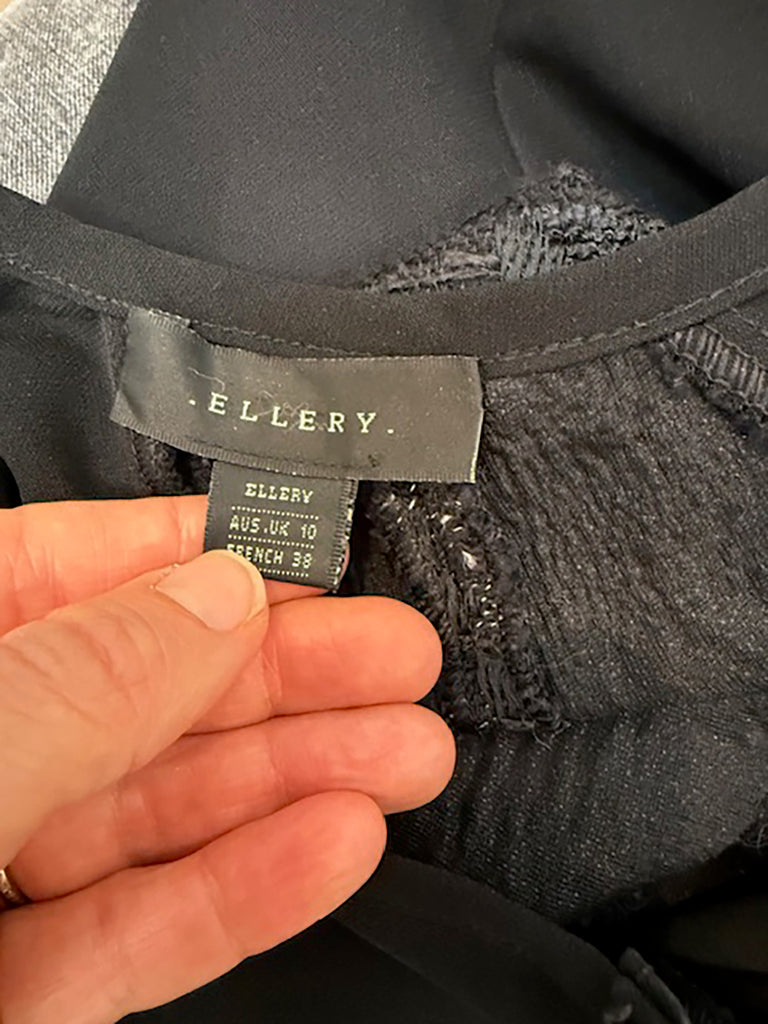 .ELLERY.
ELLERY
AUS.UK 10
FRENCH 38